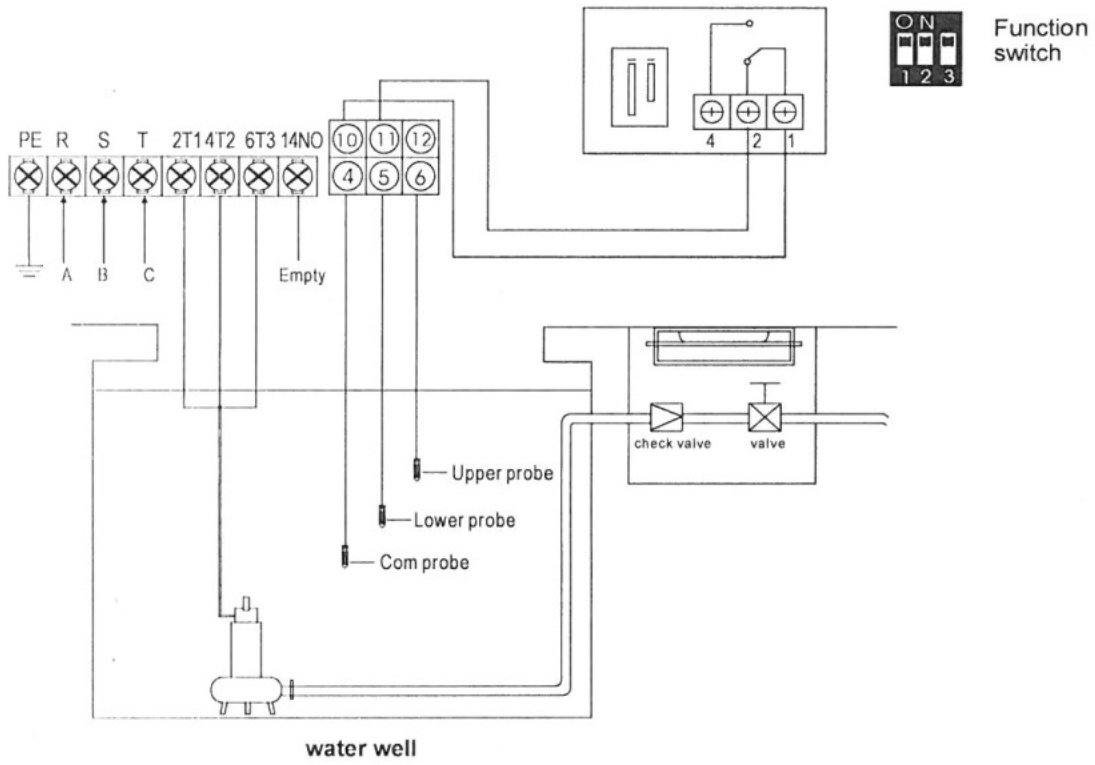 ON
1 2 3
Function
switch
PE R S T 2T1 4T2 6T3 14NO
10 11 12
4 5 6
4 2 1
A B C
Empty
check valve
valve
Upper probe
Lower probe
Com probe
water well